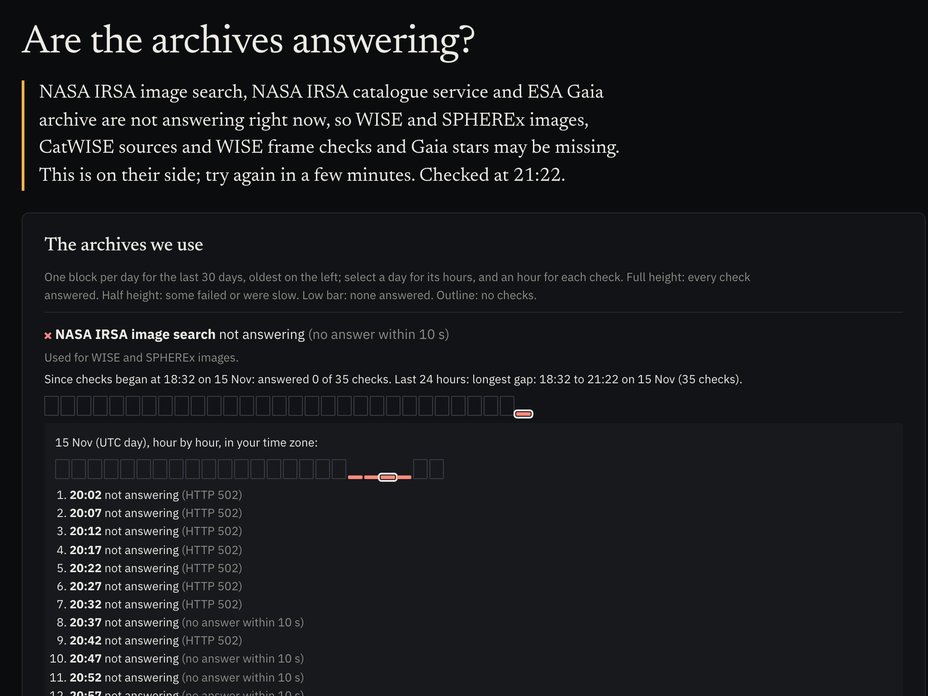 Are the archives answering?
NASA IRSA image search, NASA IRSA catalogue service and ESA Gaia
archive are not answering right now, so WISE and SPHEREx images,
CatWISE sources and WISE frame checks and Gaia stars may be missing.
This is on their side; try again in a few minutes. Checked at 21:22.
The archives we use
One block per day for the last 30 days, oldest on the left; select a day for its hours, and an hour for each check. Full height: every check
answered. Half height: some failed or were slow. Low bar: none answered. Outline: no checks.
× NASA IRSA image search not answering (no answer within 10 s)
Used for WISE and SPHEREx images.
Since checks began at 18:32 on 15 Nov: answered 0 of 35 checks. Last 24 hours: longest gap: 18:32 to 21:22 on 15 Nov (35 checks).
15 Nov (UTC day), hour by hour, in your time zone:
1. 20:02 not answering (HTTP 502)
2. 20:07 not answering (HTTP 502)
3. 20:12 not answering (HTTP 502)
4. 20:17 not answering (HTTP 502)
5. 20:22 not answering (HTTP 502)
6. 20:27 not answering (HTTP 502)
7. 20:32 not answering (HTTP 502)
8. 20:37 not answering (no answer within 10 s)
9. 20:42 not answering (HTTP 502)
10. 20:47 not answering (no answer within 10 s)
11. 20:52 not answering (no answer within 10 s)
12. 20:57 not answering (no answer within 10 s)